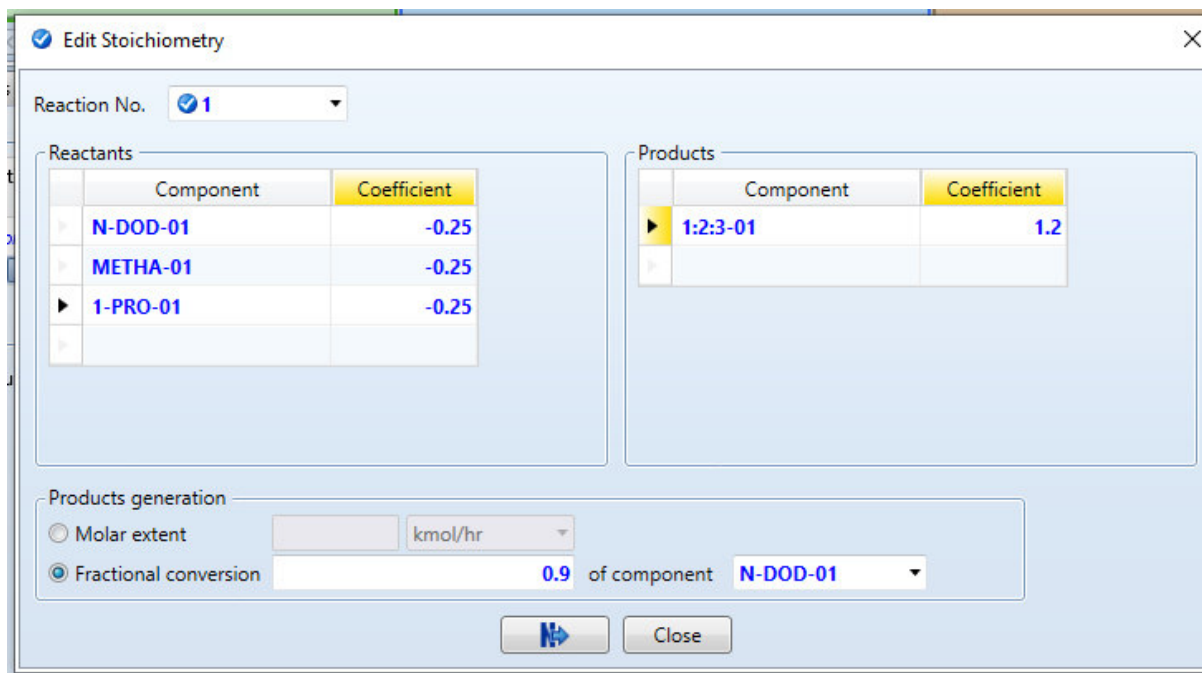 Edit Stoichiometry
Reaction No. 1
Reactants
Component Coefficient
N-DOD-01 -0.25
METHA-01 -0.25
1-PRO-01 -0.25
Products
Component Coefficient
1:2:3-01 1.2
Products generation
Molar extent kmol/hr
Fractional conversion 0.9 of component N-DOD-01
N Close